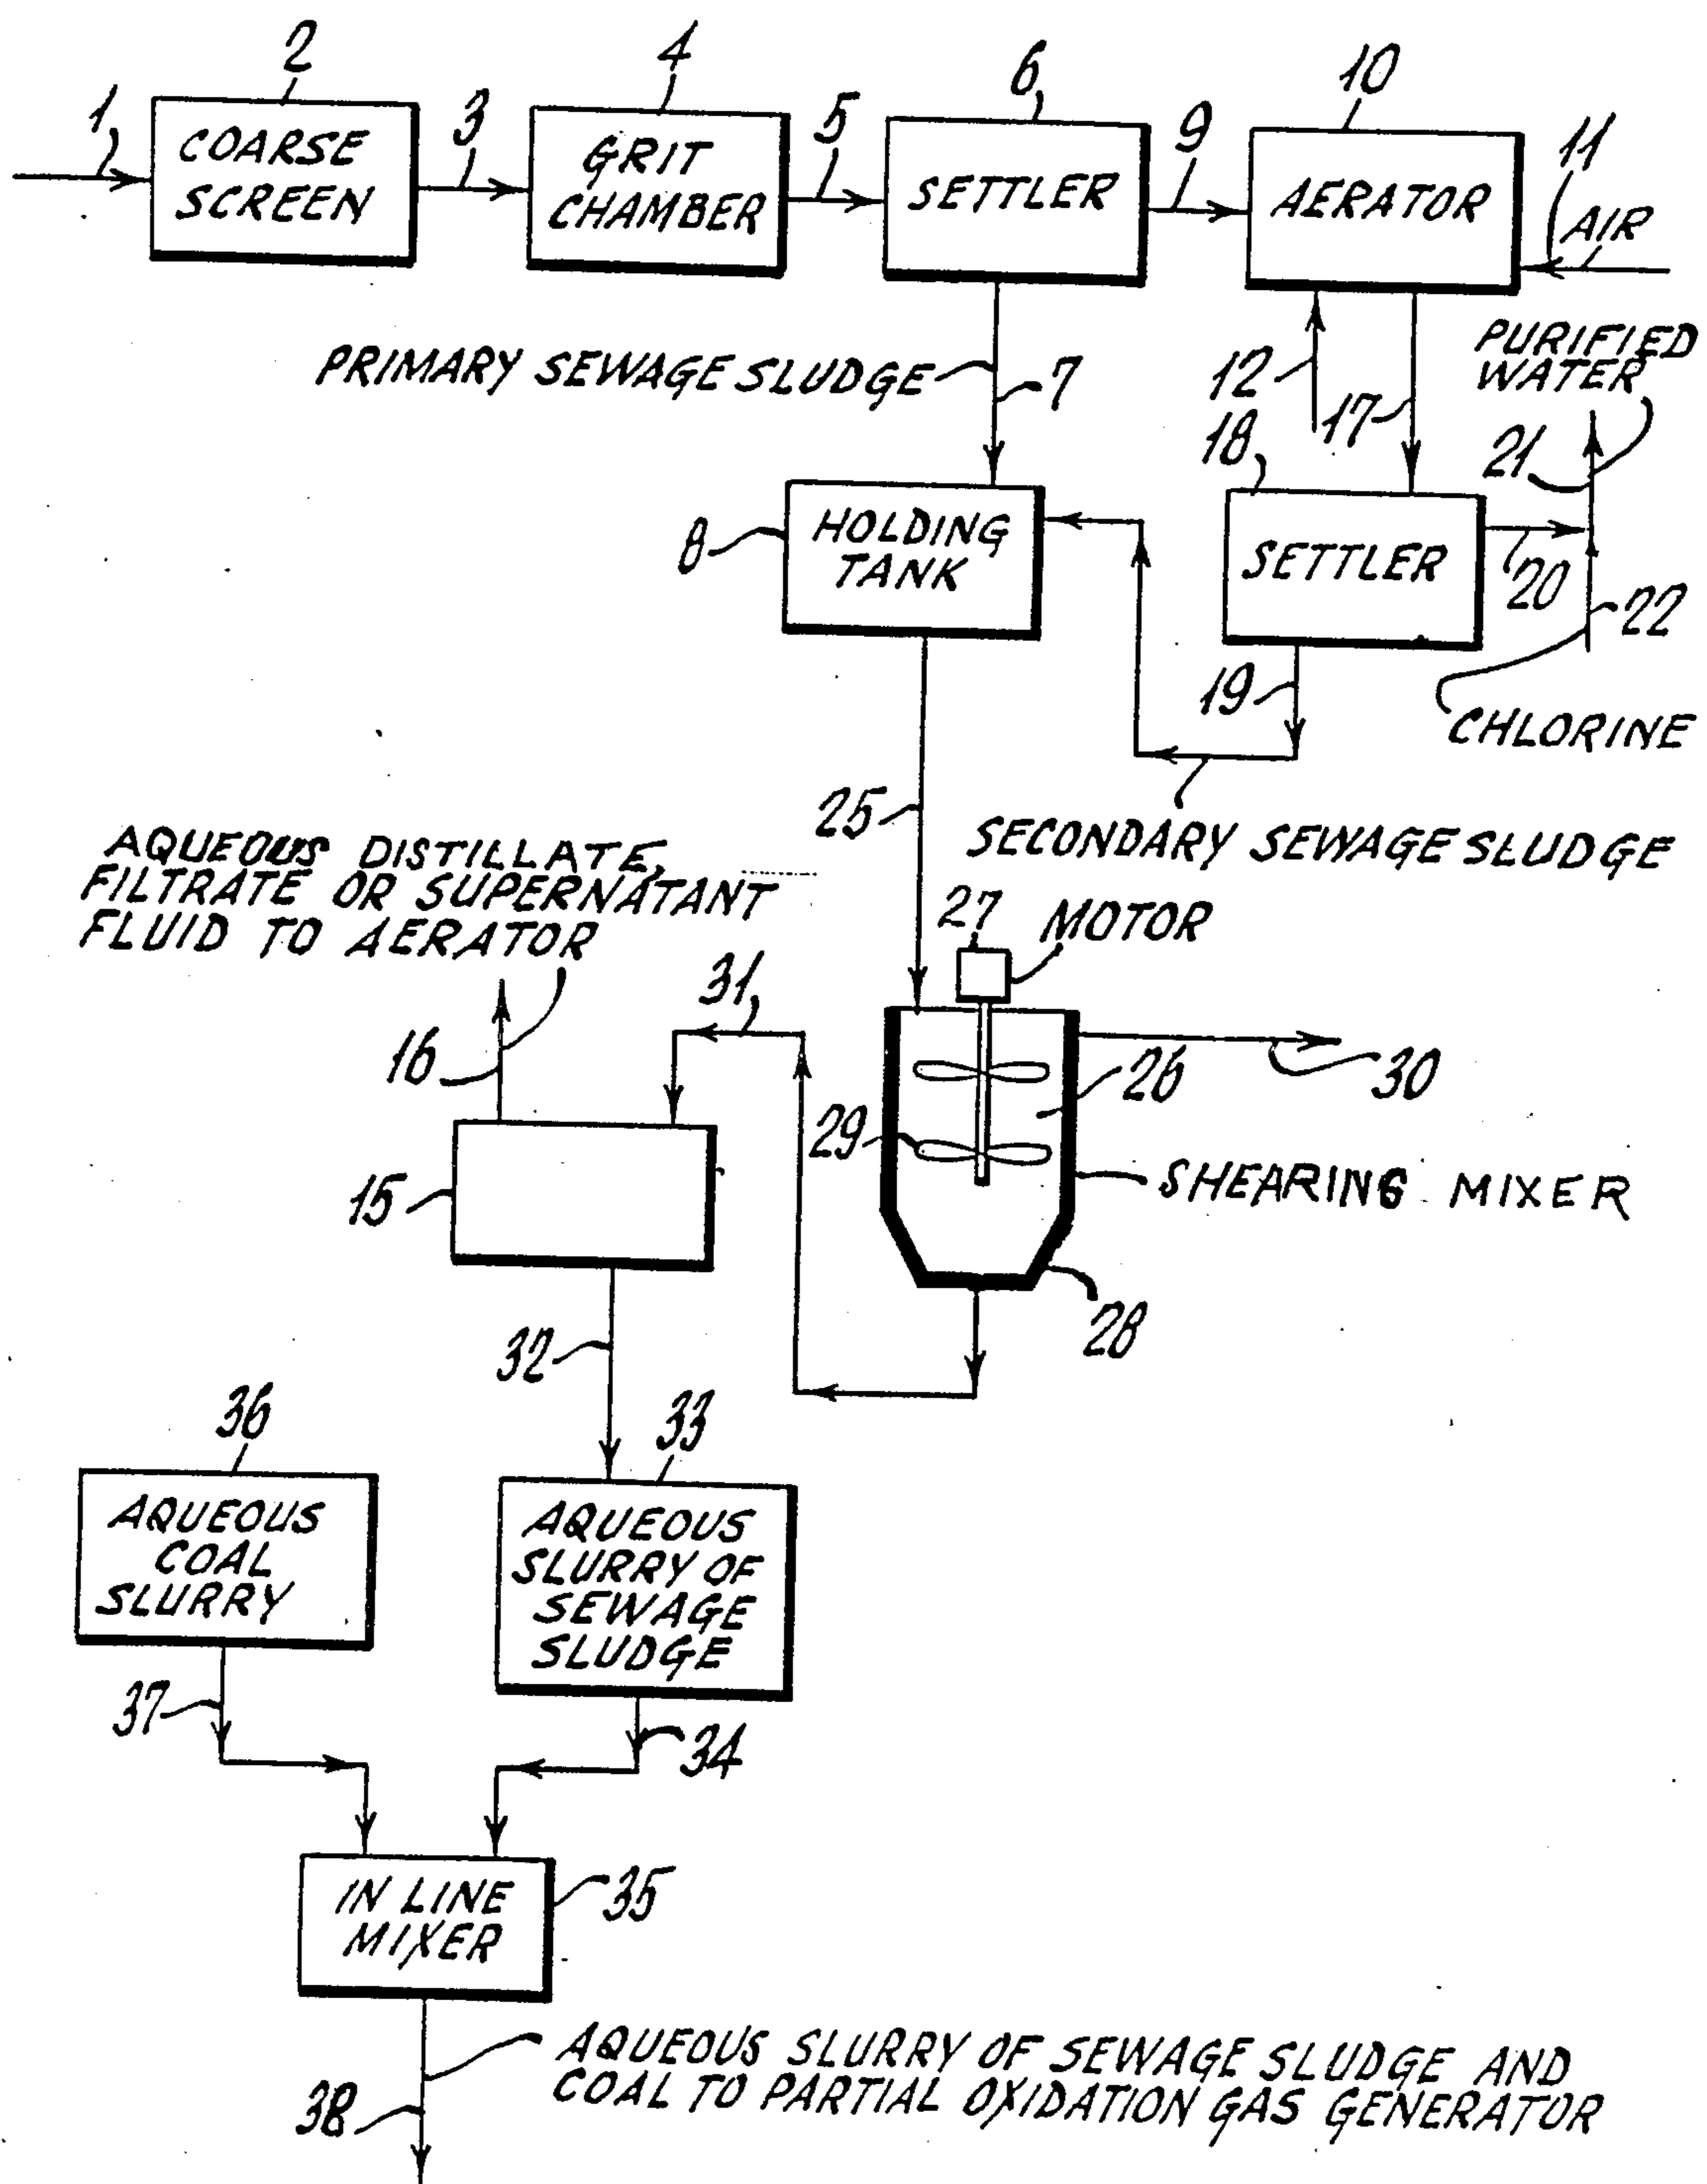 2
4
6
10
1
3
5
9
11
COARSE
SCREEN
GRIT
CHAMBER
SETTLER
AERATOR
AIR
PRIMARY SEWAGE SLUDGE
7
12
17
PURIFIED
WATER
18
21
8
HOLDING
TANK
SETTLER
20
22
19
CHLORINE
25
SECONDARY SEWAGE SLUDGE
AQUEOUS DISTILLATE,
FILTRATE OR SUPERNATANT
FLUID TO AERATOR
27
MOTOR
31
16
30
26
29
15
SHEARING MIXER
28
32
36
33
AQUEOUS
COAL
SLURRY
AQUEOUS
SLURRY OF
SEWAGE
SLUDGE
37
34
IN LINE
MIXER
35
AQUEOUS SLURRY OF SEWAGE SLUDGE AND
COAL TO PARTIAL OXIDATION GAS GENERATOR
38